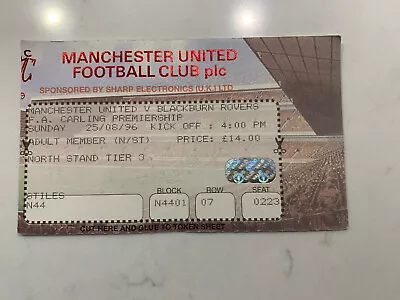 MANCHESTER UNITED
FOOTBALL CLUB plc
SPONSORED BY SHARP ELECTRONICS (U.K.) LTD
MANCHESTER UNITED V BLACKBURN ROVERS
F.A. CARLING PREMIERSHIP
SUNDAY 25/08/96 KICK OFF : 4:00 PM
ADULT MEMBER (N/ST) PRICE: £14.00
NORTH STAND TIER 3
BLOCK ROW SEAT
STILES
N44 N4401 07 0223
CUT HERE AND GLUE TO TOKEN SHEET